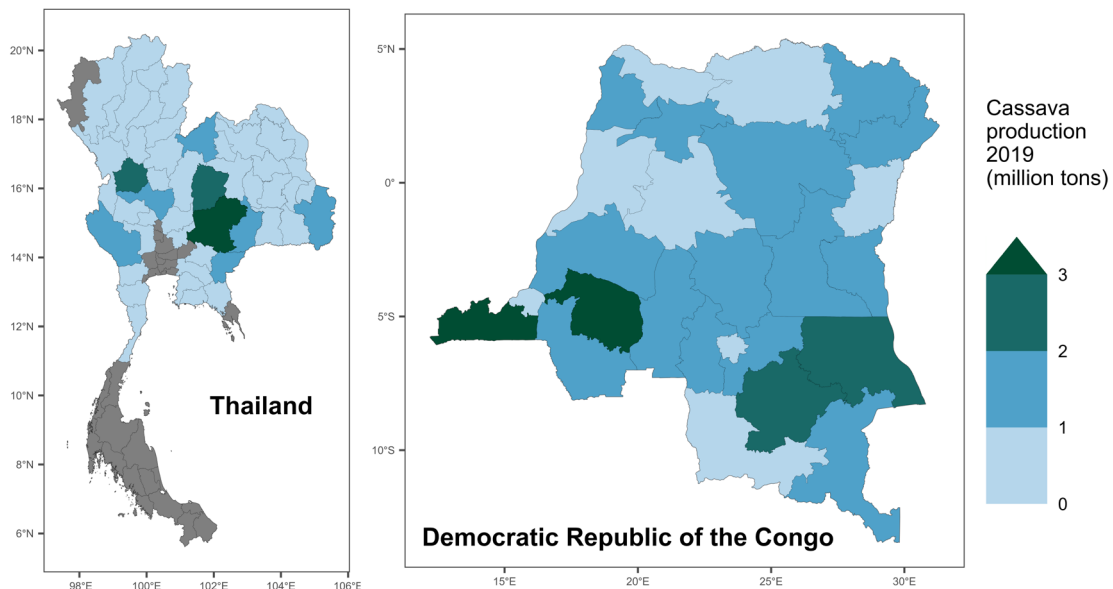 20°N
18°N
16°N
14°N
12°N
10°N
8°N
6°N
98°E
100°E
102°E
104°E
106°E
Thailand
5°N
0°
5°S
10°S
15°E
20°E
25°E
30°E
Democratic Republic of the Congo
Cassava
production
2019
(million tons)
3
2
1
0